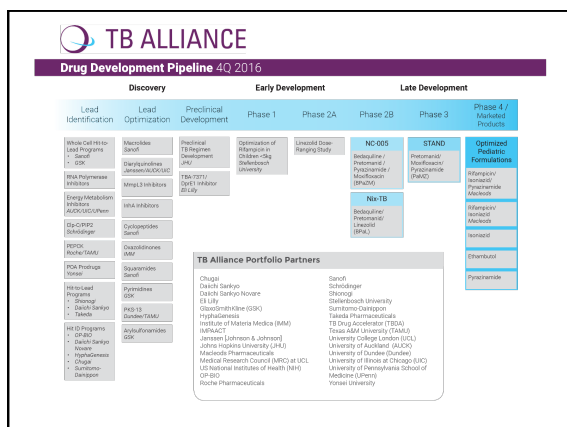 TB ALLIANCE
Drug Development Pipeline 4Q 2016
Discovery
Early Development
Late Development
Lead
Identification
Lead
Optimization
Preclinical
Development
Phase 1
Phase 2A
Phase 2B
Phase 3
Phase 4 /
Marketed
Products
Whole Cell Hit-to-
Lead Programs
• Sanofi
• GSK
RNA Polymerase
Inhibitors
Energy Metabolism
Inhibitors
AUCK/UIC/UPenn
Clp-C/P1P2
Schrödinger
PEPCK
Roche/TAMU
POA Prodrugs
Yonsei
Hit-to-Lead
Programs
• Shionogi
• Daiichi Sankyo
• Takeda
Hit ID Programs
• OP-BIO
• Daiichi Sankyo
Novare
• HyphaGenesis
• Chugai
• Sumitomo-
Dainippon
Macrolides
Sanofi
Diarylquinolines
Janssen/AUCK/UIC
MmpL3 Inhibitors
InhA Inhibitors
Cyclopeptides
Sanofi
Oxazolidinones
IMM
Squaramides
Sanofi
Pyrimidines
GSK
PKS-13
Dundee/TAMU
Arylsulfonamides
GSK
Preclinical
TB Regimen
Development
JHU
TBA-7371/
DprE1 Inhibitor
Eli Lilly
Optimization of
Rifampicin in
Children <5kg
Stellenbosch
University
Linezolid Dose-
Ranging Study
NC-005
Bedaquiline /
Pretomanid /
Pyrazinamide /
Moxifloxacin
(BPaZM)
Nix-TB
Bedaquiline/
Pretomanid/
Linezolid
(BPaL)
STAND
Pretomanid/
Moxifloxacin/
Pyrazinamide
(PaMZ)
Optimized
Pediatric
Formulations
Rifampicin/
Isoniazid/
Pyrazinamide
Macleods
Rifampicin/
Isoniazid
Macleods
Isoniazid
Ethambutol
Pyrazinamide
TB Alliance Portfolio Partners
Chugai
Daiichi Sankyo
Daiichi Sankyo Novare
Eli Lilly
GlaxoSmithKline (GSK)
HyphaGenesis
Institute of Materia Medica (IMM)
IMPAACT
Janssen [Johnson & Johnson]
Johns Hopkins University (JHU)
Macleods Pharmaceuticals
Medical Research Council (MRC) at UCL
US National Institutes of Health (NIH)
OP-BIO
Roche Pharmaceuticals
Sanofi
Schrödinger
Shionogi
Stellenbosch University
Sumitomo-Dainippon
Takeda Pharmaceuticals
TB Drug Accelerator (TBDA)
Texas A&M University (TAMU)
University College London (UCL)
University of Auckland (AUCK)
University of Dundee (Dundee)
University of Illinois at Chicago (UIC)
University of Pennsylvania School of
Medicine (UPenn)
Yonsei University